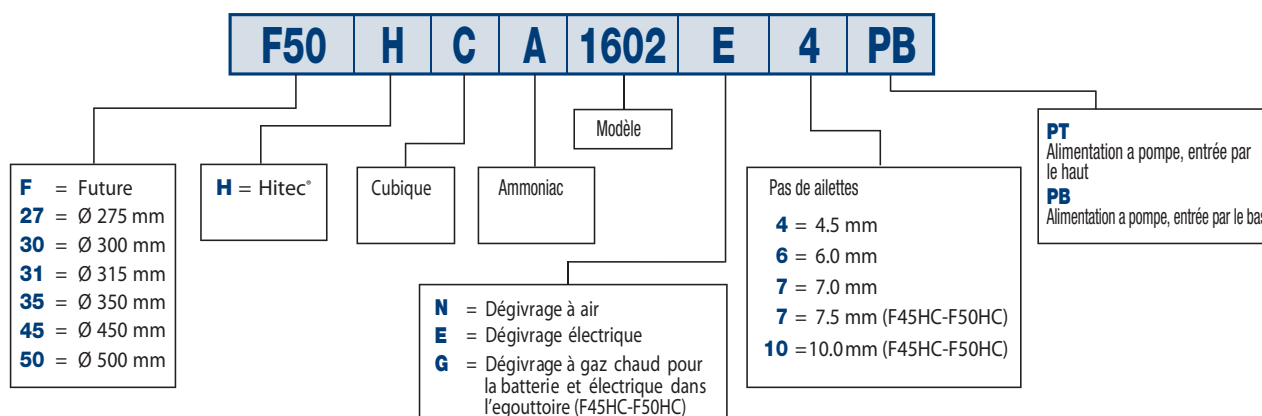 F50 H C A 1602 E 4 PB
Modèle
F = Future
27 = Ø 275 mm
30 = Ø 300 mm
31 = Ø 315 mm
35 = Ø 350 mm
45 = Ø 450 mm
50 = Ø 500 mm
H = Hitec®
Cubique
Ammoniac
N = Dégivrage à air
E = Dégivrage électrique
G = Dégivrage à gaz chaud pour
la batterie et électrique dans
l'egouttoire (F45HC-F50HC)
Pas de ailettes
4 = 4.5 mm
6 = 6.0 mm
7 = 7.0 mm
7 = 7.5 mm (F45HC-F50HC)
10 =10.0 mm (F45HC-F50HC)
PT
Alimentation a pompe, entrée par
le haut
PB
Alimentation a pompe, entrée par le bas